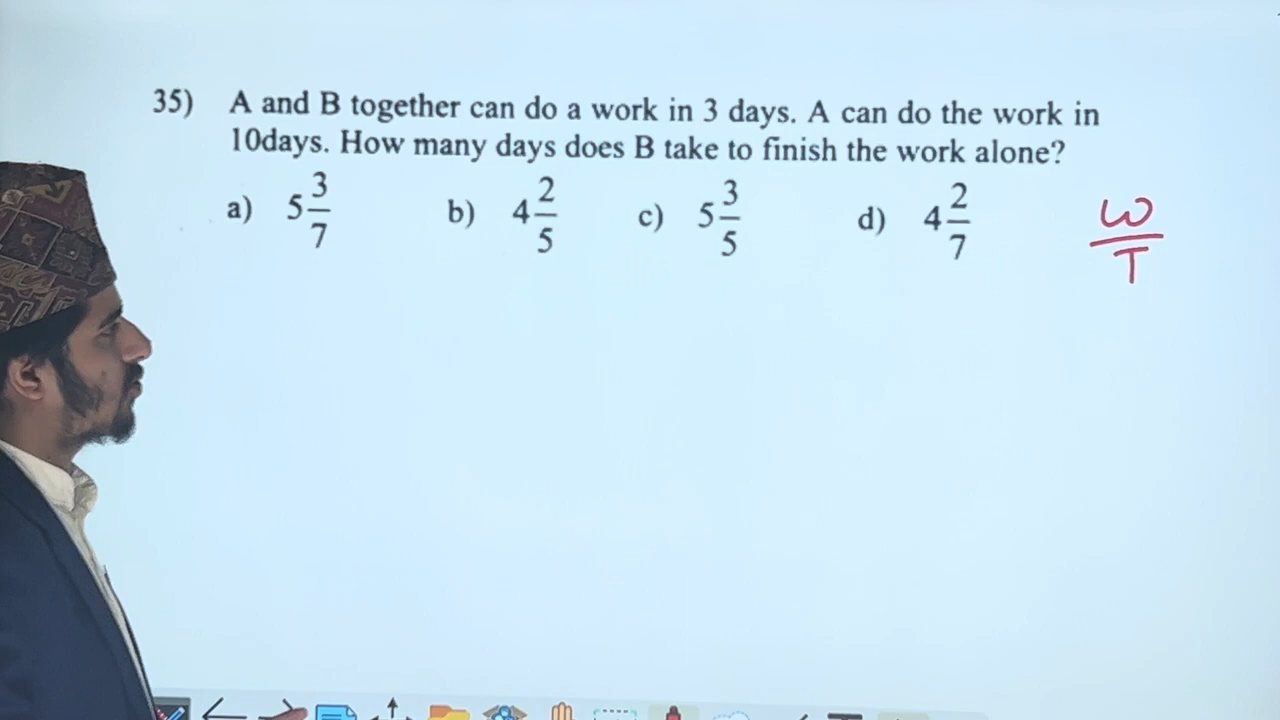 35) A and B together can do a work in 3 days. A can do the work in
10days. How many days does B take to finish the work alone?
a) 5 3/7 b) 4 2/5 c) 5 3/5 d) 4 2/7
W
T